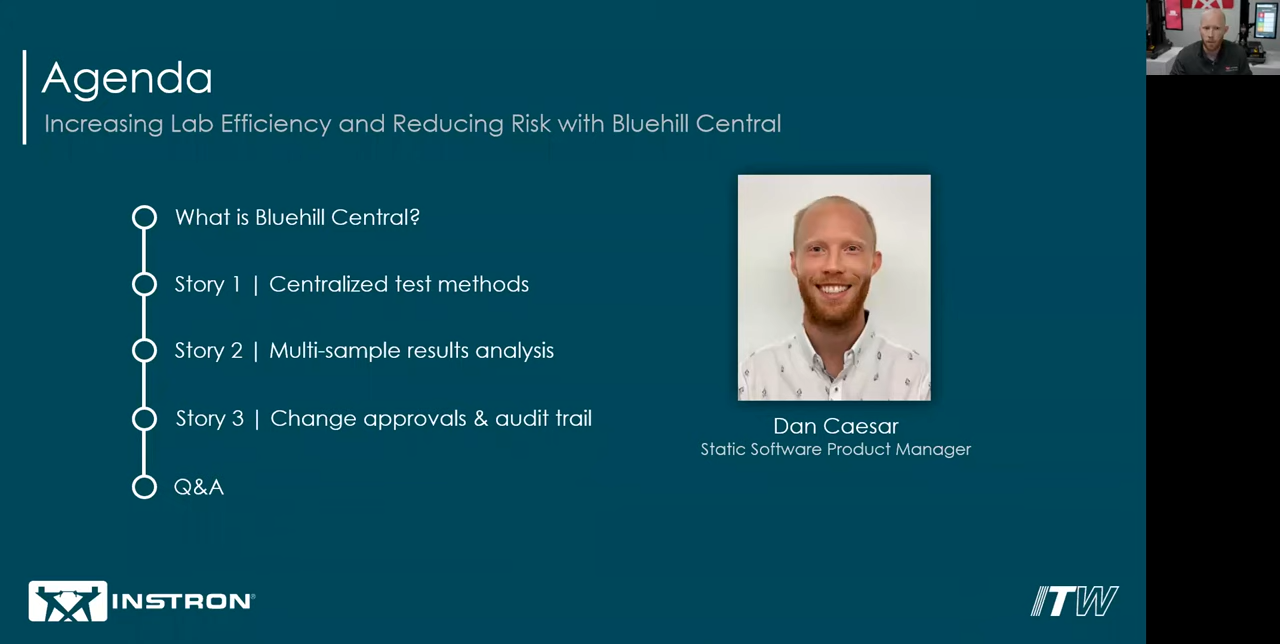 Agenda
Increasing Lab Efficiency and Reducing Risk with Bluehill Central
What is Bluehill Central?
Story 1 | Centralized test methods
Story 2 | Multi-sample results analysis
Story 3 | Change approvals & audit trail
Q&A
Dan Caesar
Static Software Product Manager
INSTRON®
ITW